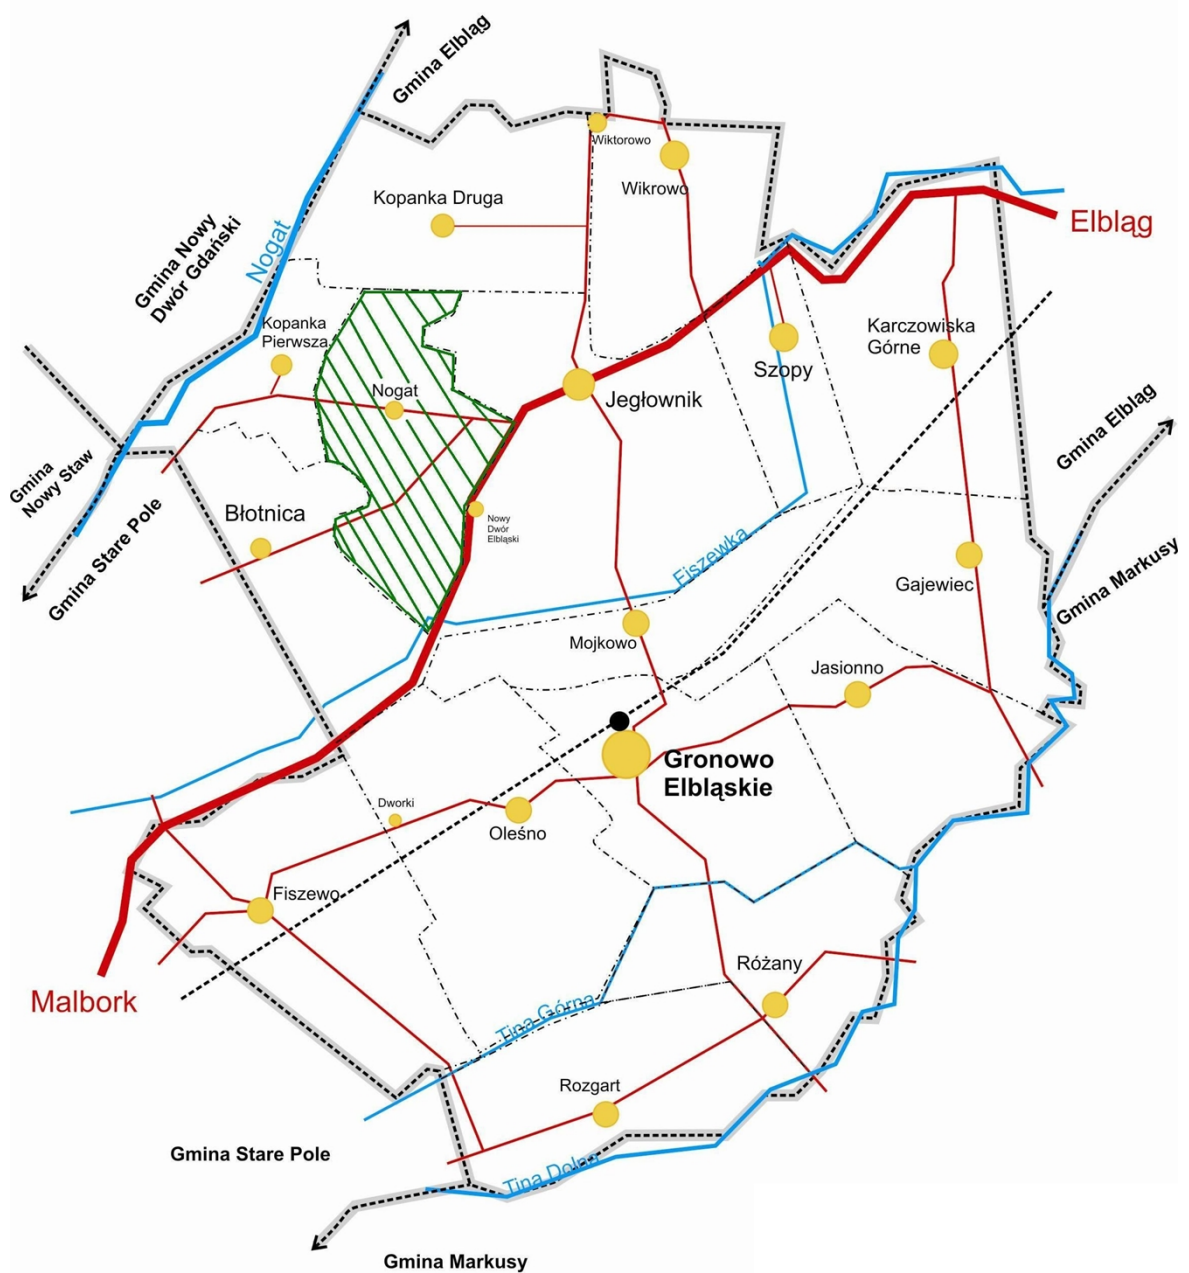 Gmina Elbląg
Wiktorowo
Wikrowo
Kopanka Druga
Elbląg
Gmina Nowy
Dwór Gdański
Nogat
Kopanka
Pierwsza
Karczowiska
Górne
Szopy
Nogat
Jegłownik
Gmina Elbląg
Gmina
Nowy Staw
Błotnica
Nowy
Dwór
Elbląski
Gmina Stare Pole
Fiszewka
Gajewiec
Gmina Markusy
Mojkowo
Jasionno
Gronowo
Elbląskie
Dworki
Oleśno
Fiszewo
Różany
Malbork
Tina Górna
Rozgart
Gmina Stare Pole
Tina Dolna
Gmina Markusy